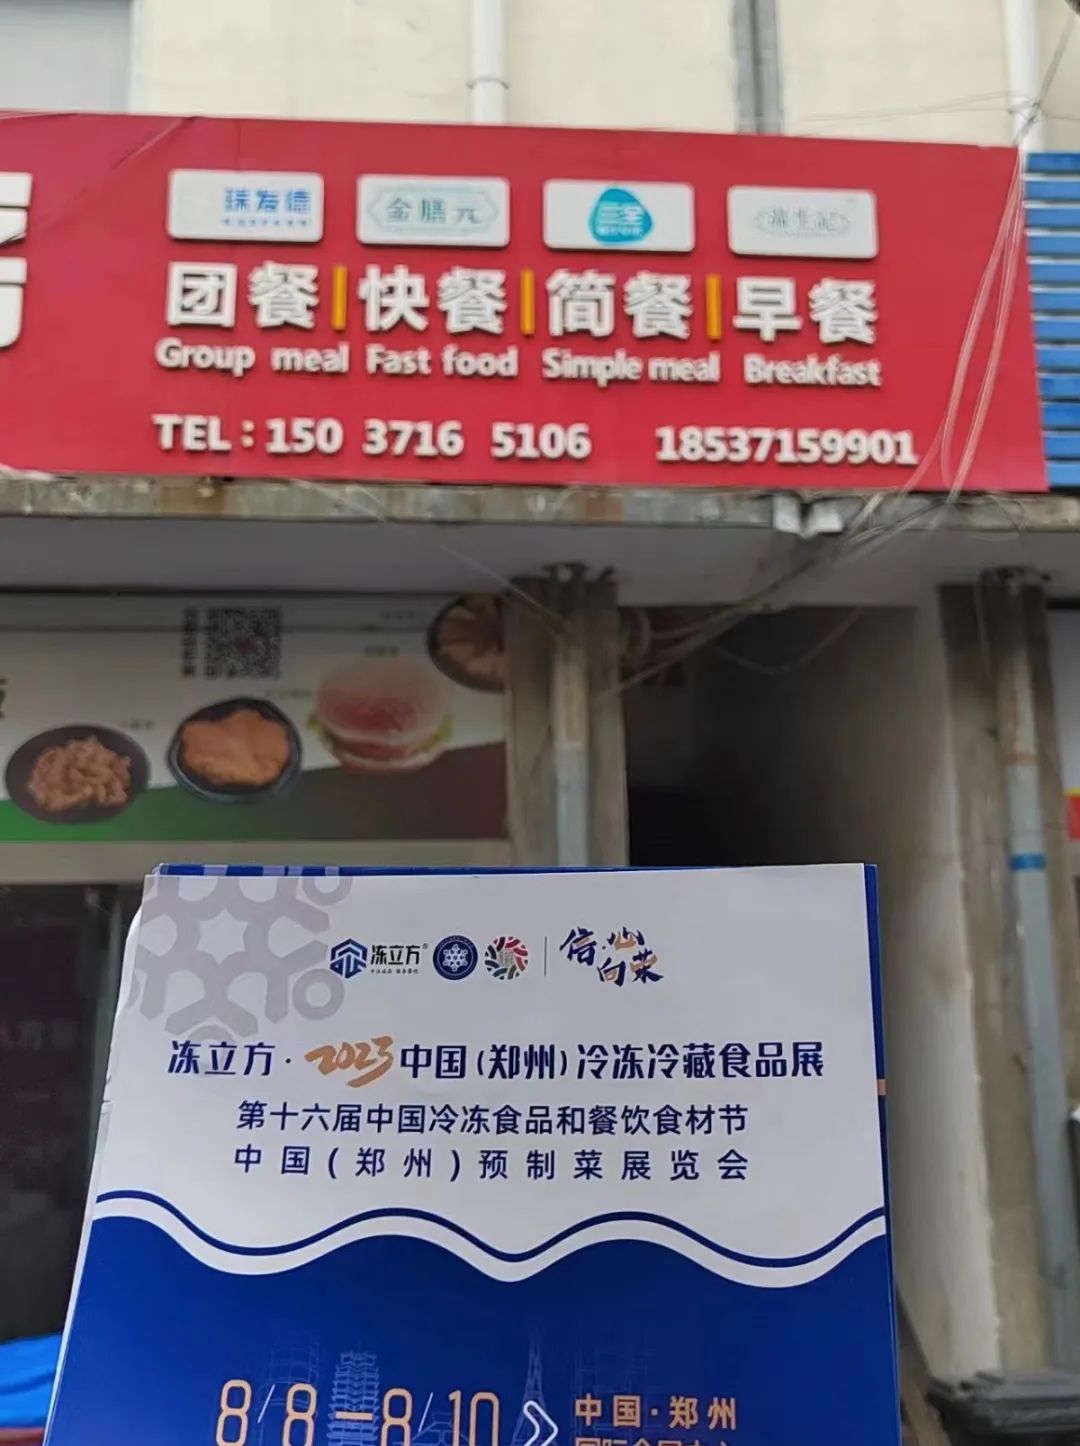 珠发德
金膳元
三全
团餐 快餐 简餐 早餐
Group meal Fast food Simple meal Breakfast
TEL：150 3716 5106 18537159901
冻立方®
信心向荣
冻立方·2023中国(郑州)冷冻冷藏食品展
第十六届中国冷冻食品和餐饮食材节
中国(郑州)预制菜展览会
8/8—8/10
中国·郑州